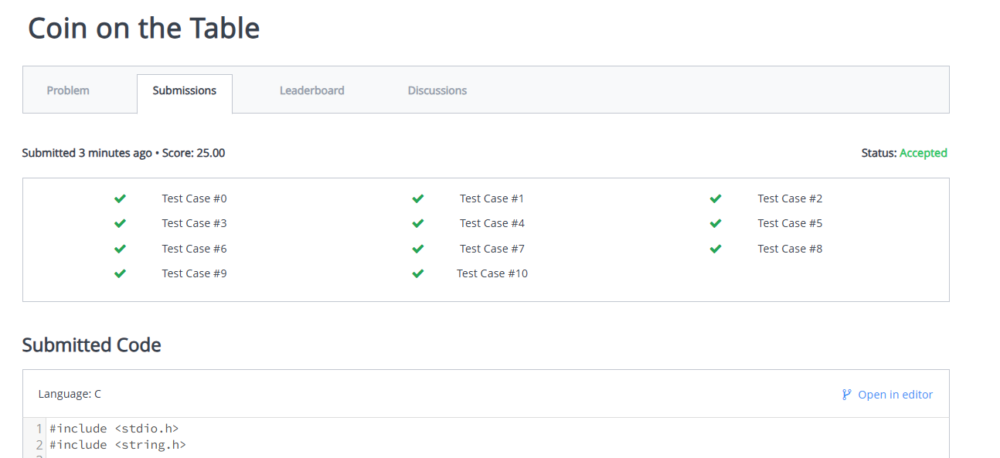 Coin on the Table
Problem Submissions Leaderboard Discussions
Submitted 3 minutes ago • Score: 25.00 Status: Accepted
Test Case #0 Test Case #1 Test Case #2
Test Case #3 Test Case #4 Test Case #5
Test Case #6 Test Case #7 Test Case #8
Test Case #9 Test Case #10
Submitted Code
Language: C Open in editor
1 #include <stdio.h>
2 #include <string.h>